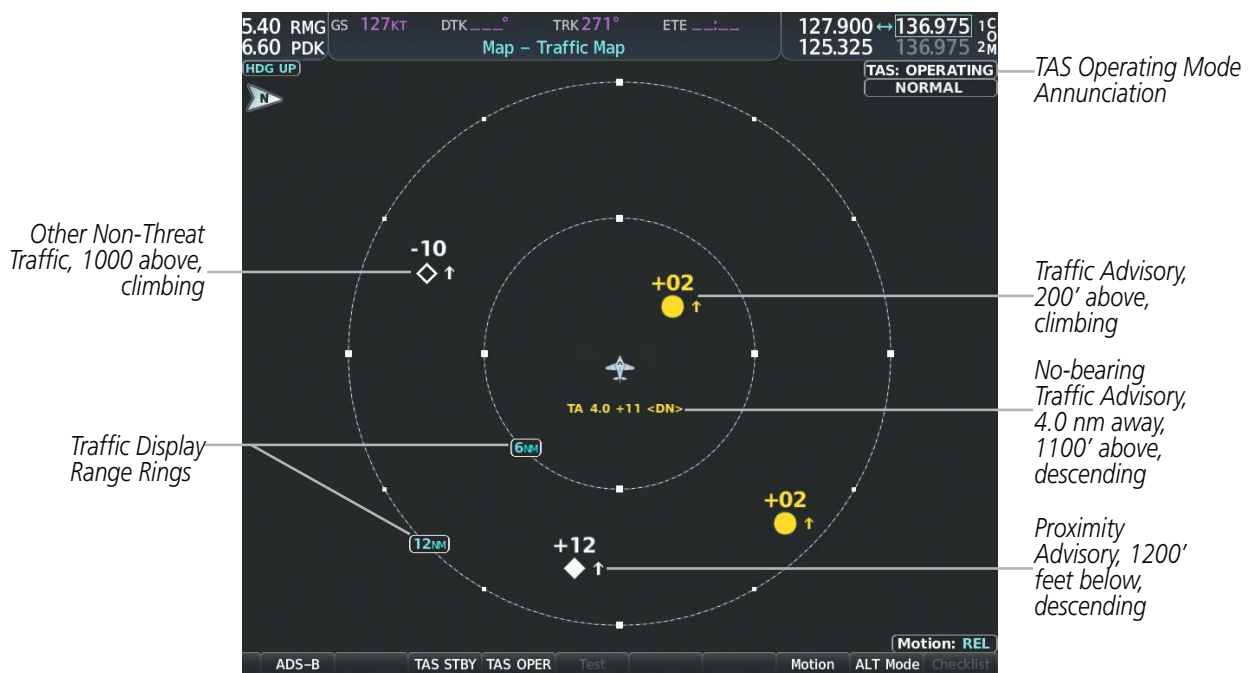 5.40 RMG GS 127KT DTK ___° TRK 271° ETE __:__ 127.900 ↔ 136.975 1 C
6.60 PDK Map – Traffic Map 125.325 136.975 2 O M
HDG UP
N
TAS: OPERATING
NORMAL
TAS Operating Mode
Annunciation
Other Non-Threat
Traffic, 1000 above,
climbing
-10
↑
+02
↑
Traffic Advisory,
200’ above,
climbing
TA 4.0 +11 <DN>
No-bearing
Traffic Advisory,
4.0 nm away,
1100’ above,
descending
Traffic Display
Range Rings
6NM
12NM
+02
↑
+12
↑
Proximity
Advisory, 1200’
feet below,
descending
Motion: REL
ADS–B TAS STBY TAS OPER Test Motion ALT Mode Checklist